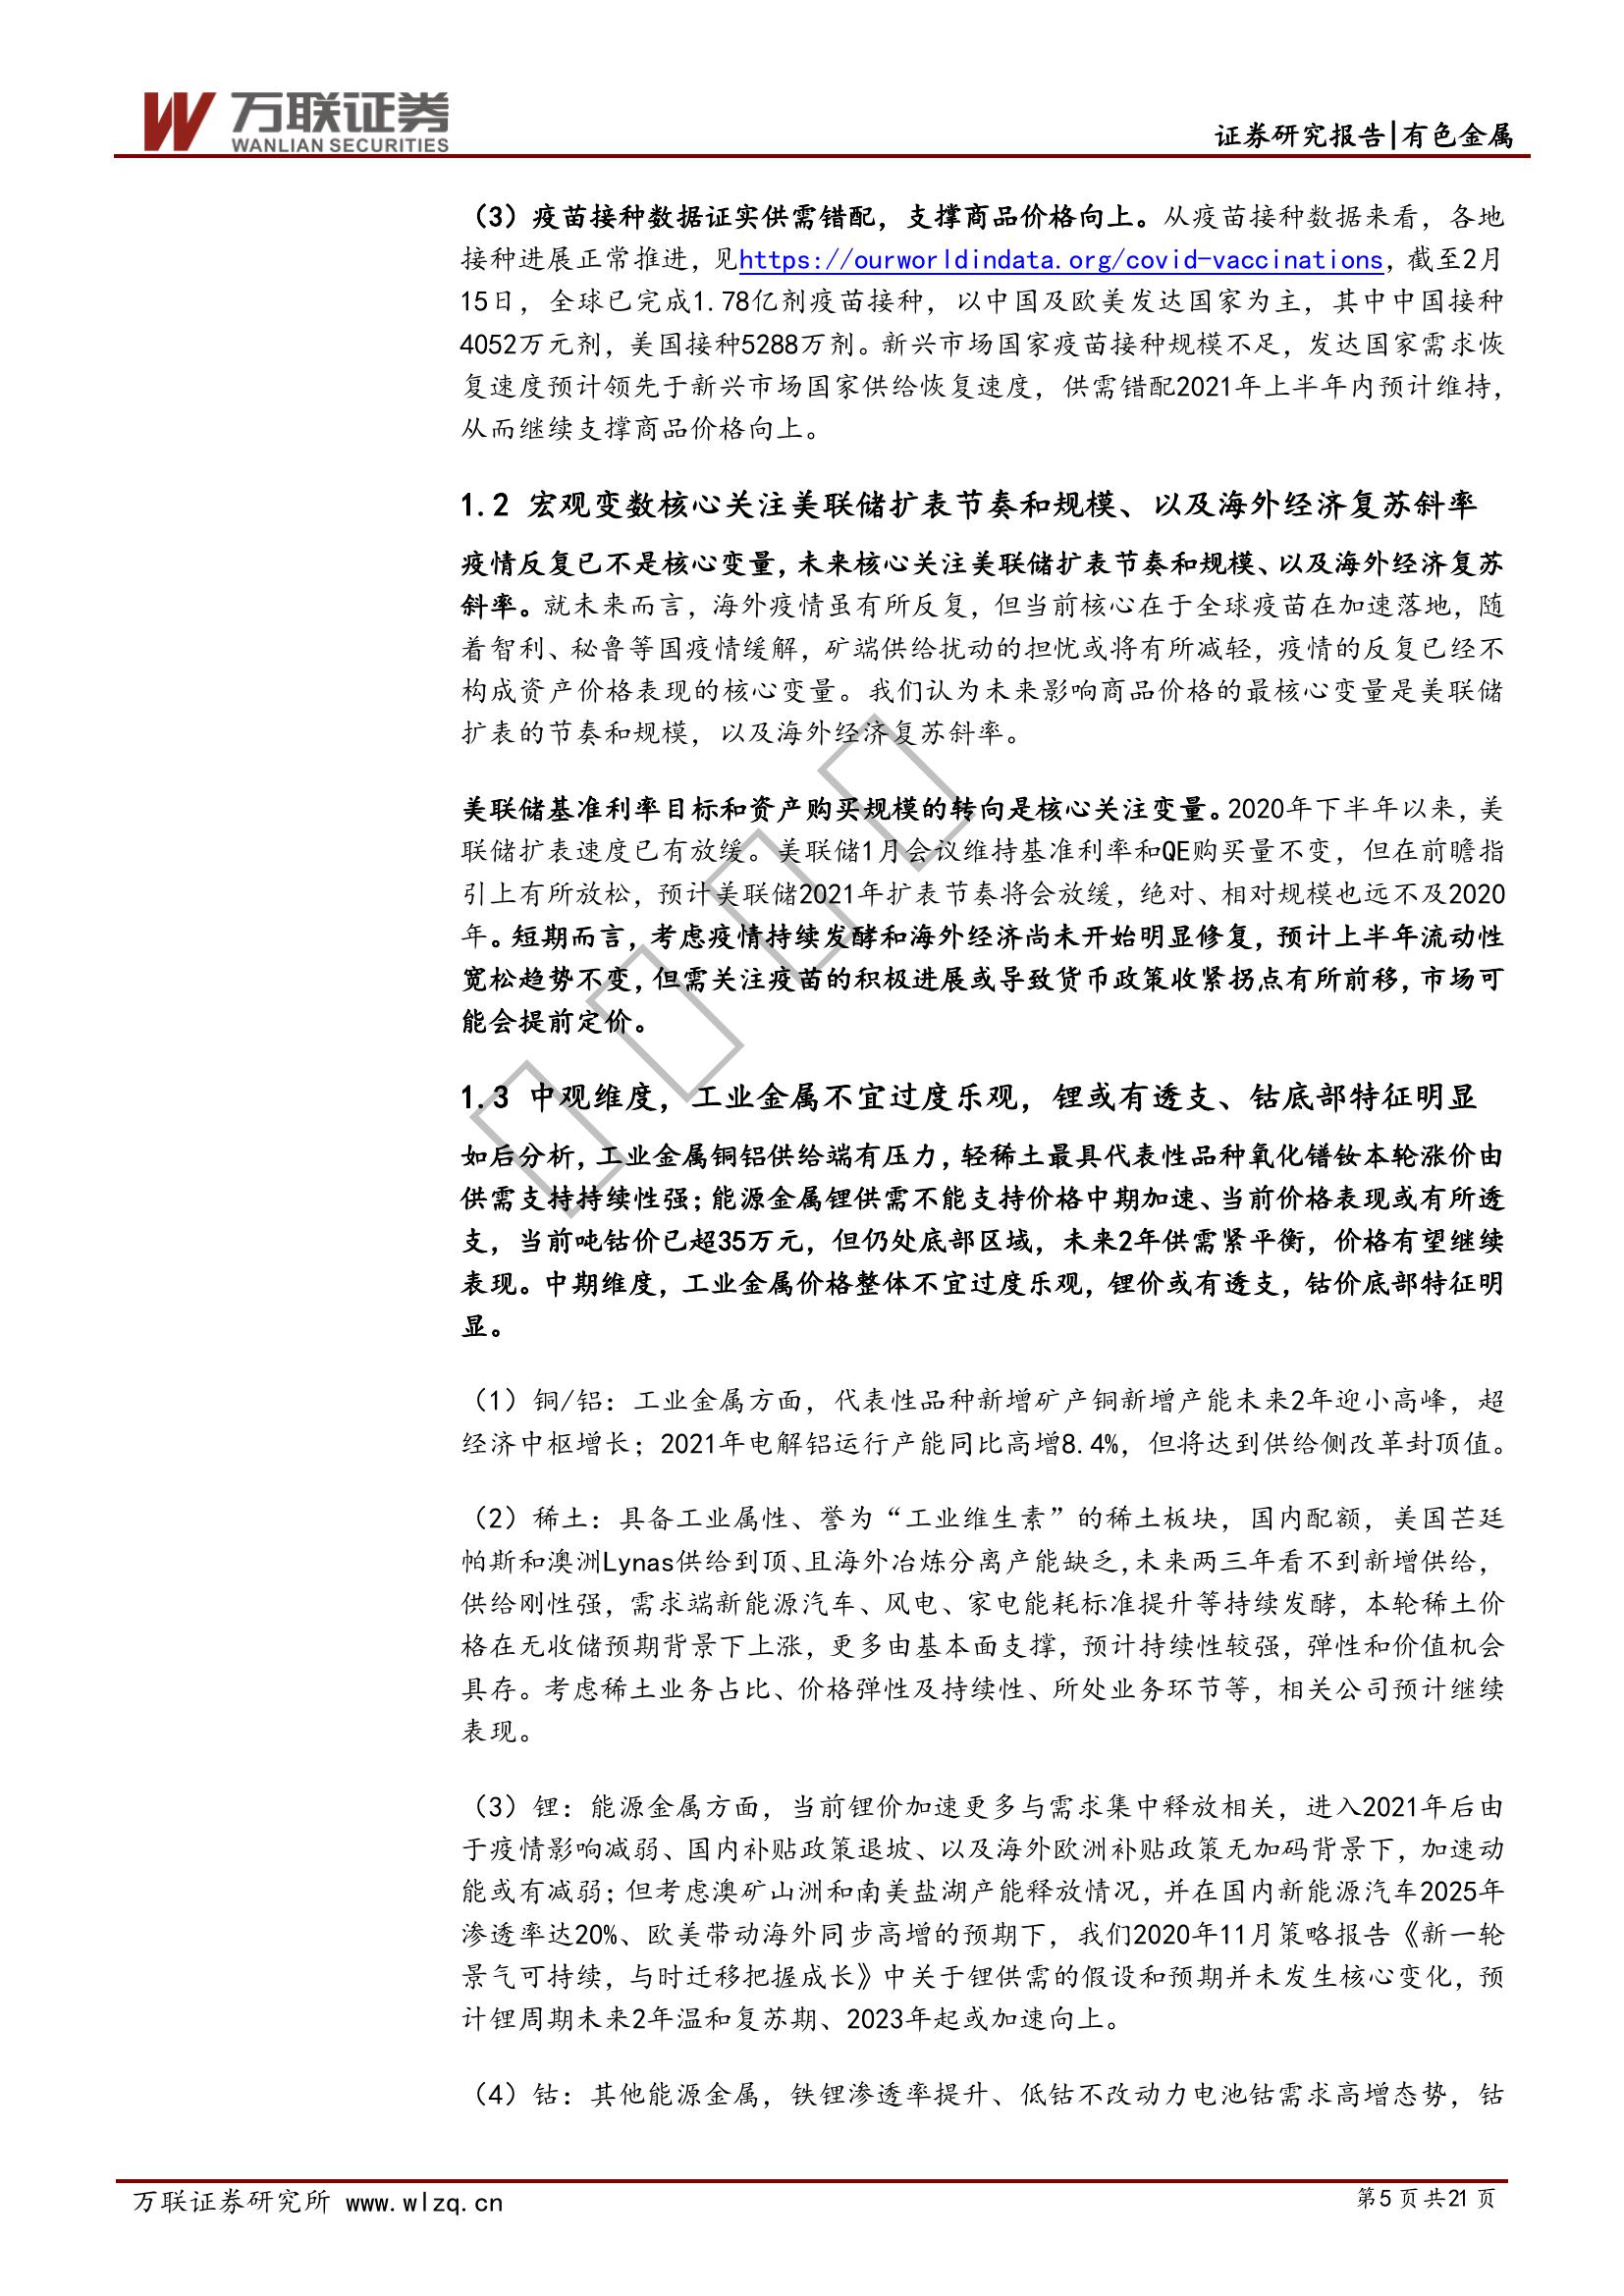 万联证券
WANLIAN SECURITIES
证券研究报告|有色金属
（3）疫苗接种数据证实供需错配，支撑商品价格向上。从疫苗接种数据来看，各地
接种进展正常推进，见https://ourworldindata.org/covid-vaccinations，截至2月
15日，全球已完成1.78亿剂疫苗接种，以中国及欧美发达国家为主，其中中国接种
4052万元剂，美国接种5288万剂。新兴市场国家疫苗接种规模不足，发达国家需求恢
复速度预计领先于新兴市场国家供给恢复速度，供需错配2021年上半年内预计维持，
从而继续支撑商品价格向上。
1.2 宏观变数核心关注美联储扩表节奏和规模、以及海外经济复苏斜率
疫情反复已不是核心变量，未来核心关注美联储扩表节奏和规模、以及海外经济复苏
斜率。就未来而言，海外疫情虽有所反复，但当前核心在于全球疫苗在加速落地，随
着智利、秘鲁等国疫情缓解，矿端供给扰动的担忧或将有所减轻，疫情的反复已经不
构成资产价格表现的核心变量。我们认为未来影响商品价格的最核心变量是美联储
扩表的节奏和规模，以及海外经济复苏斜率。
美联储基准利率目标和资产购买规模的转向是核心关注变量。2020年下半年以来，美
联储扩表速度已有放缓。美联储1月会议维持基准利率和QE购买量不变，但在前瞻指
引上有所放松，预计美联储2021年扩表节奏将会放缓，绝对、相对规模也远不及2020
年。短期而言，考虑疫情持续发酵和海外经济尚未开始明显修复，预计上半年流动性
宽松趋势不变，但需关注疫苗的积极进展或导致货币政策收紧拐点有所前移，市场可
能会提前定价。
1.3 中观维度，工业金属不宜过度乐观，锂或有透支、钴底部特征明显
如后分析，工业金属铜铝供给端有压力，轻稀土最具代表性品种氧化镨钕本轮涨价由
供需支持持续性强；能源金属锂供需不能支持价格中期加速、当前价格表现或有所透
支，当前吨钴价已超35万元，但仍处底部区域，未来2年供需紧平衡，价格有望继续
表现。中期维度，工业金属价格整体不宜过度乐观，锂价或有透支，钴价底部特征明
显。
（1）铜/铝：工业金属方面，代表性品种新增矿产铜新增产能未来2年迎小高峰，超
经济中枢增长；2021年电解铝运行产能同比高增8.4%，但将达到供给侧改革封顶值。
（2）稀土：具备工业属性、誉为“工业维生素”的稀土板块，国内配额，美国芒廷
帕斯和澳洲Lynas供给到顶、且海外冶炼分离产能缺乏，未来两三年看不到新增供给，
供给刚性强，需求端新能源汽车、风电、家电能耗标准提升等持续发酵，本轮稀土价
格在无收储预期背景下上涨，更多由基本面支撑，预计持续性较强，弹性和价值机会
具存。考虑稀土业务占比、价格弹性及持续性、所处业务环节等，相关公司预计继续
表现。
（3）锂：能源金属方面，当前锂价加速更多与需求集中释放相关，进入2021年后由
于疫情影响减弱、国内补贴政策退坡、以及海外欧洲补贴政策无加码背景下，加速动
能或有减弱；但考虑澳矿山洲和南美盐湖产能释放情况，并在国内新能源汽车2025年
渗透率达20%、欧美带动海外同步高增的预期下，我们2020年11月策略报告《新一轮
景气可持续，与时迁移把握成长》中关于锂供需的假设和预期并未发生核心变化，预
计锂周期未来2年温和复苏期、2023年起或加速向上。
（4）钴：其他能源金属，铁锂渗透率提升、低钴不改动力电池钴需求高增态势，钴
万联证券研究所 www.wlzq.cn
第5 页 共21 页